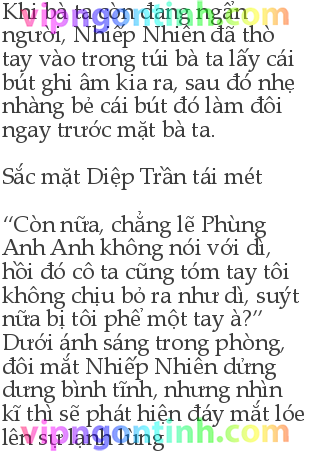 Khi bà ta còn đang ngẩn
vipngontinh.com
người, Nhiếp Nhiên đã thò
tay vào trong túi bà ta lấy cái
bút ghi âm kia ra, sau đó nhẹ
nhàng bẻ cái bút đó làm đôi
ngay trước mặt bà ta.
Sắc mặt Diệp Trần tái mét
“Còn nữa, chẳng lẽ Phùng
Anh Anh không nói với dì,
hồi đó cô ta cũng tóm tay tôi
không chịu bỏ ra như dì, suýt
nữa bị tôi phế một tay à?”
Dưới ánh sáng trong phòng,
đôi mắt Nhiếp Nhiên dửng
dưng bình tĩnh, nhưng nhìn
kĩ thì sẽ phát hiện đáy mắt lóe
lên sự lạnh lùng
vipngontinh.com